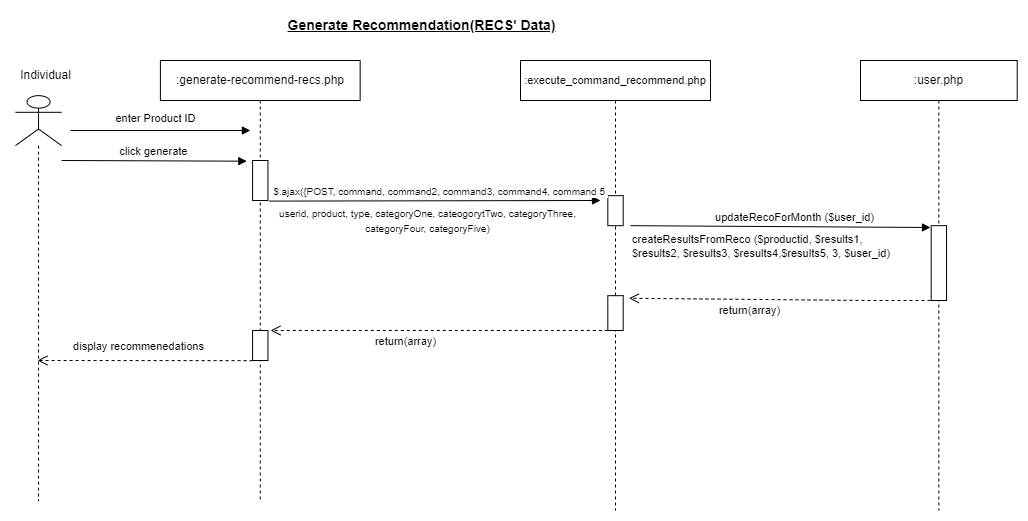 Generate Recommendation(RECS' Data)
Individual
:generate-recommend-recs.php
:execute_command_recommend.php
:user.php
enter Product ID
click generate
$.ajax({POST, command, command2, command3, command4, command 5
userid, product, type, categoryOne, cateogorytTwo, categoryThree,
categoryFour, categoryFive)
updateRecoForMonth ($user_id)
createResultsFromReco ($productid, $results1,
$results2, $results3, $results4,$results5, 3, $user_id)
return(array)
return(array)
display recommenedations